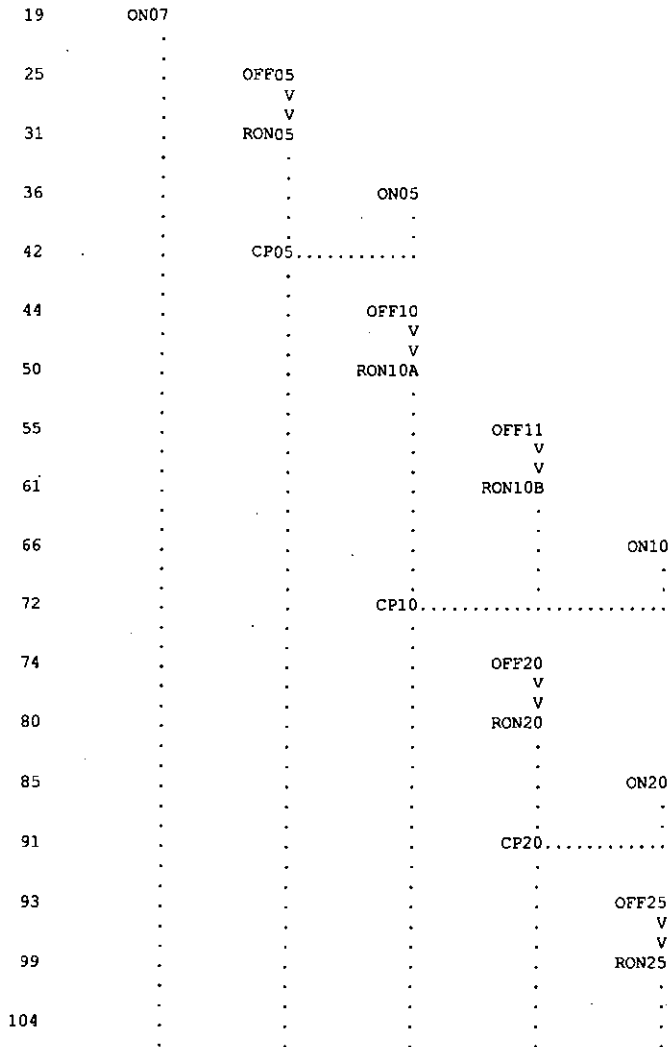 19 ON07
25 OFF05
V
V
31 RON05
36 ON05
42 CP05...........
44 OFF10
V
V
50 RON10A
55 OFF11
V
V
61 RON10B
66 ON10
72 CP10.......................
74 OFF20
V
V
80 RON20
85 ON20
91 CP20...........
93 OFF25
V
V
99 RON25
104